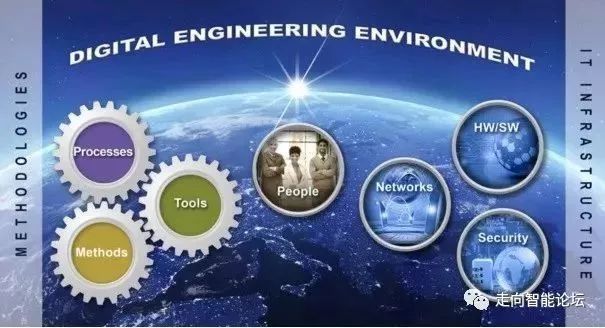 DIGITAL ENGINEERING ENVIRONMENT
METHODOLOGIES
IT INFRASTRUCTURE
Processes
Tools
Methods
People
Networks
HW/SW
Security
走向智能论坛